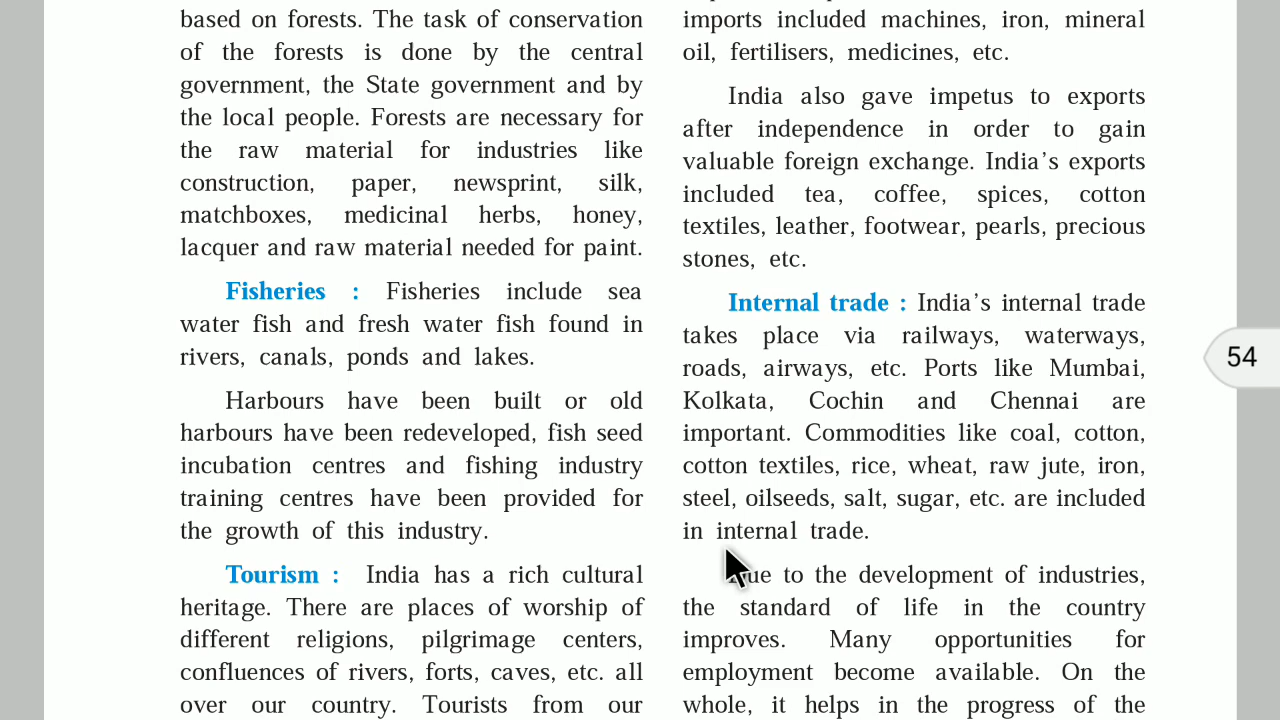 based on forests. The task of conservation
of the forests is done by the central
government, the State government and by
the local people. Forests are necessary for
the raw material for industries like
construction, paper, newsprint, silk,
matchboxes, medicinal herbs, honey,
lacquer and raw material needed for paint.
Fisheries : Fisheries include sea
water fish and fresh water fish found in
rivers, canals, ponds and lakes.
Harbours have been built or old
harbours have been redeveloped, fish seed
incubation centres and fishing industry
training centres have been provided for
the growth of this industry.
Tourism : India has a rich cultural
heritage. There are places of worship of
different religions, pilgrimage centers,
confluences of rivers, forts, caves, etc. all
over our country. Tourists from our
imports included machines, iron, mineral
oil, fertilisers, medicines, etc.
India also gave impetus to exports
after independence in order to gain
valuable foreign exchange. India's exports
included tea, coffee, spices, cotton
textiles, leather, footwear, pearls, precious
stones, etc.
Internal trade : India's internal trade
takes place via railways, waterways,
roads, airways, etc. Ports like Mumbai,
Kolkata, Cochin and Chennai are
important. Commodities like coal, cotton,
cotton textiles, rice, wheat, raw jute, iron,
steel, oilseeds, salt, sugar, etc. are included
in internal trade.
Due to the development of industries,
the standard of life in the country
improves. Many opportunities for
employment become available. On the
whole, it helps in the progress of the
54